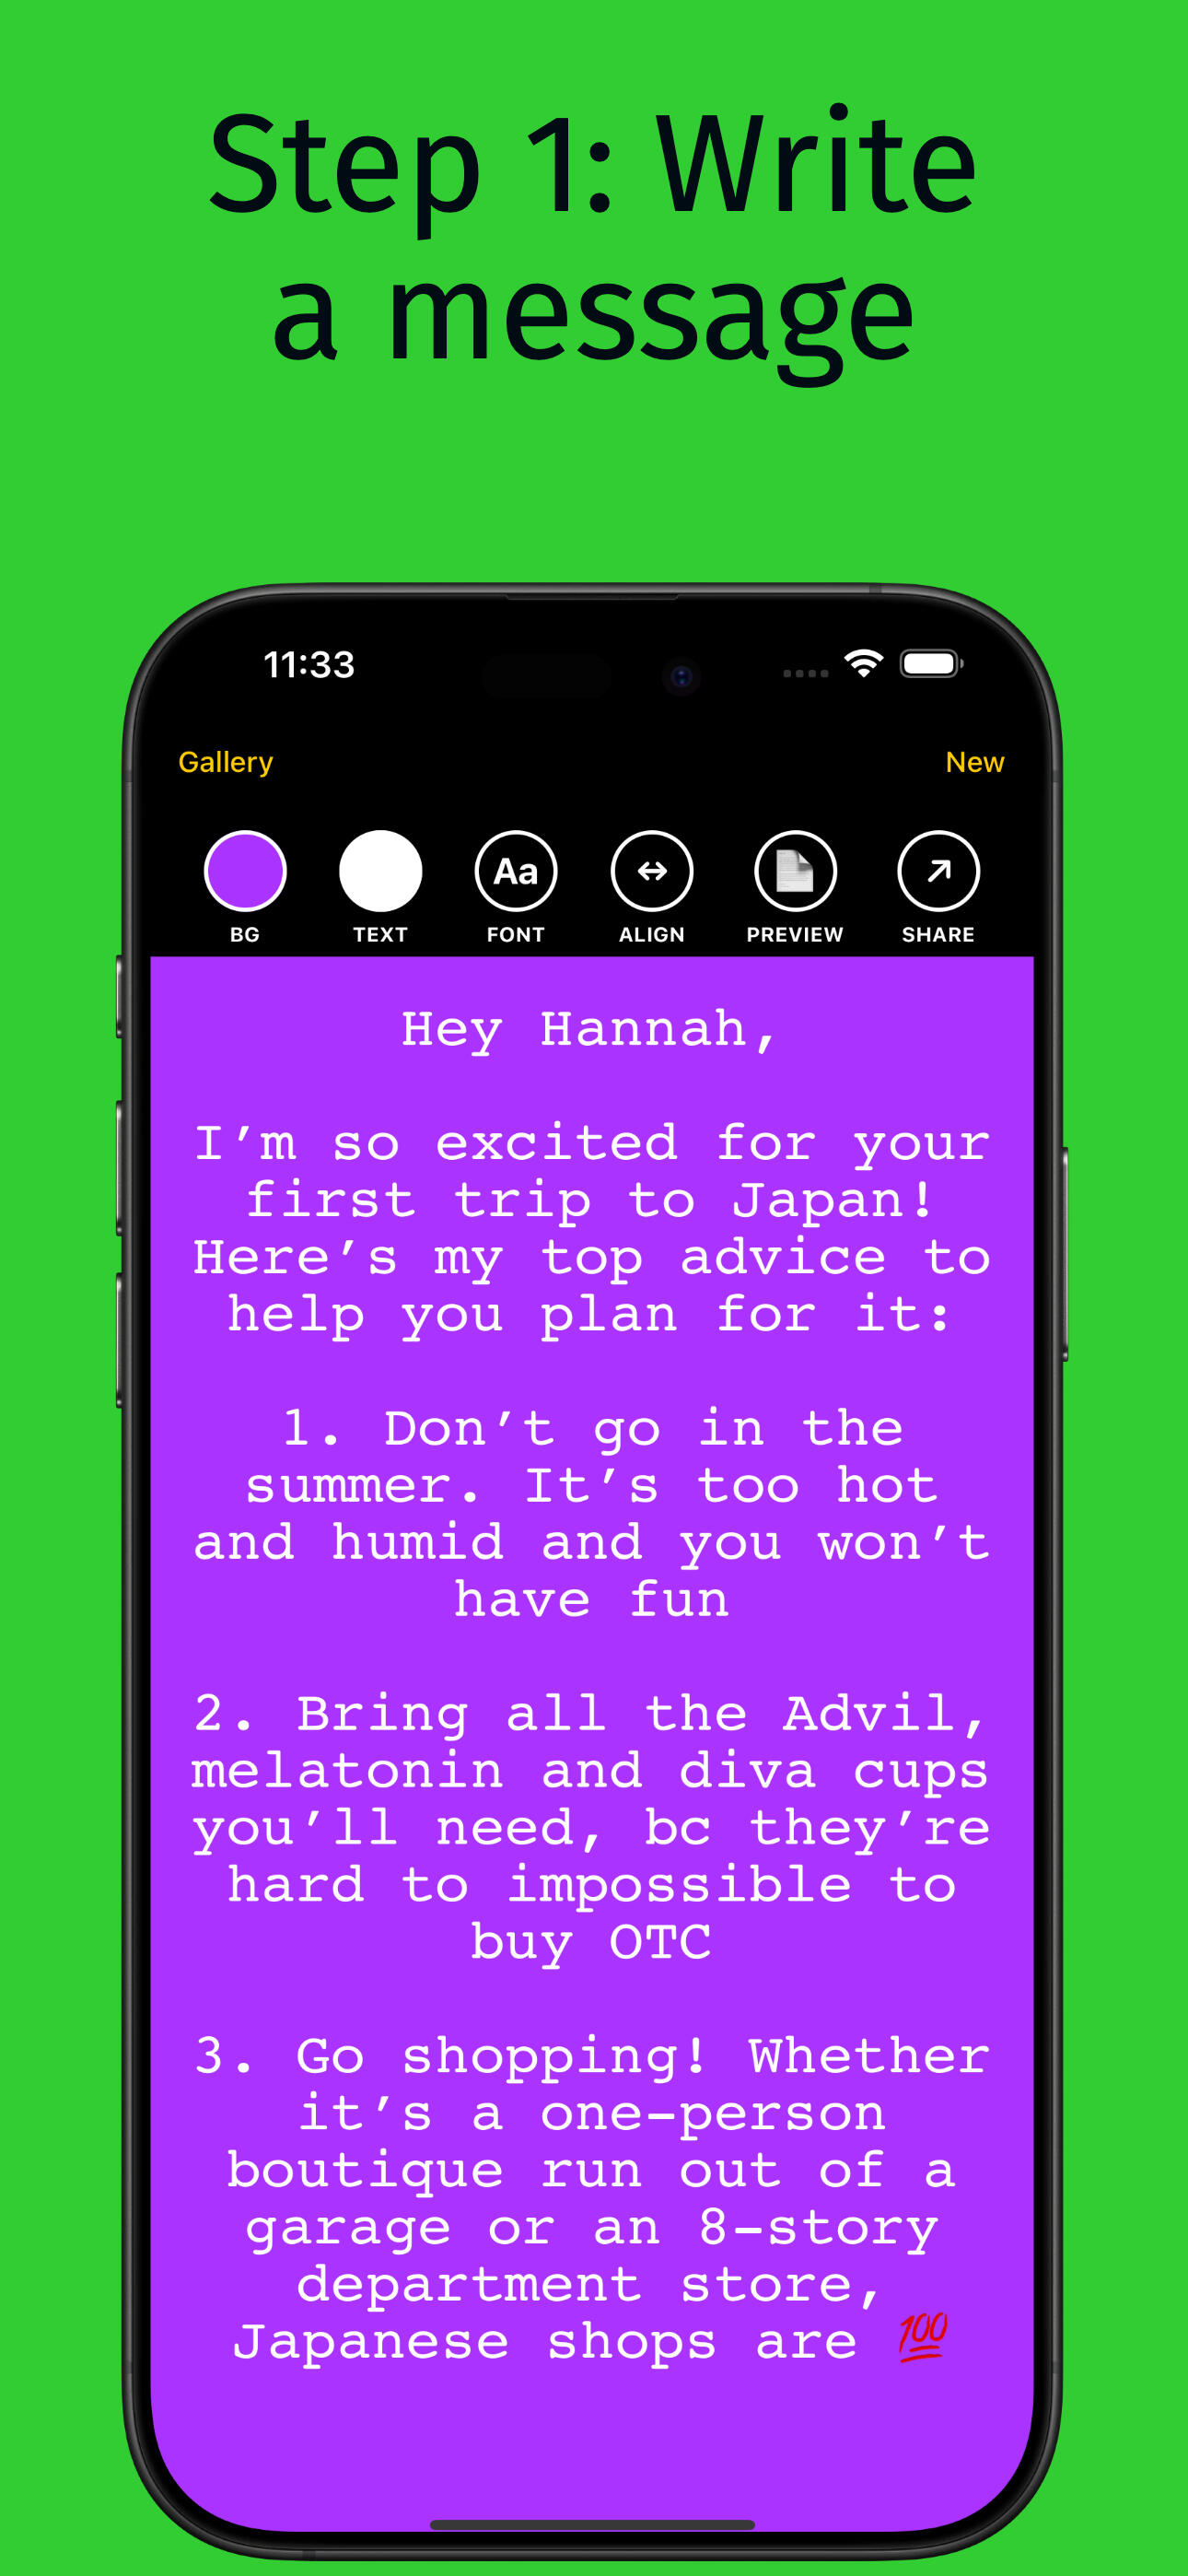 Step 1: Write
a message
11:33
Gallery
New
Aa
BG
TEXT
FONT
ALIGN
PREVIEW
SHARE
Hey Hannah,
I’m so excited for your
first trip to Japan!
Here’s my top advice to
help you plan for it:
1. Don’t go in the
summer. It’s too hot
and humid and you won’t
have fun
2. Bring all the Advil,
melatonin and diva cups
you’ll need, bc they’re
hard to impossible to
buy OTC
3. Go shopping! Whether
it’s a one-person
boutique run out of a
garage or an 8-story
department store,
Japanese shops are 💯